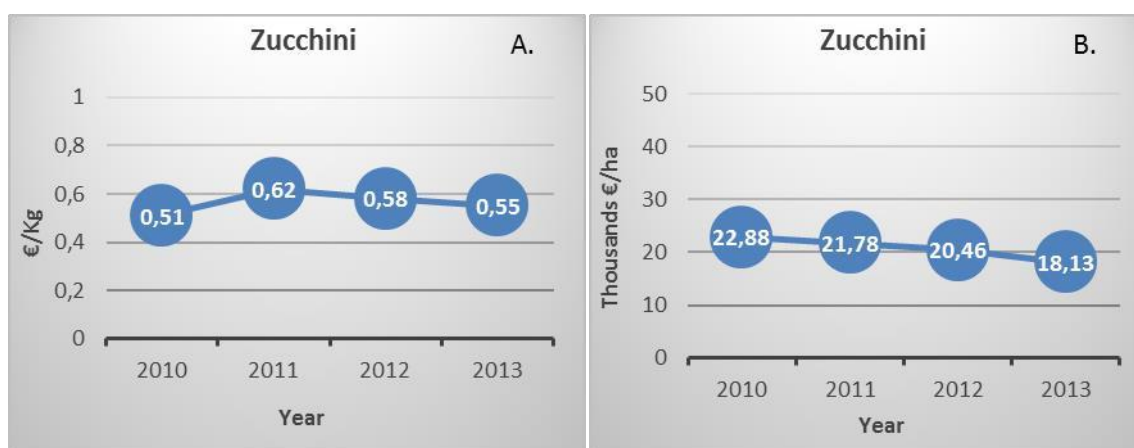 Zucchini
A.
€/Kg
1
0,8
0,6
0,4
0,2
0
0,51
0,62
0,58
0,55
2010 2011 2012 2013
Year
Zucchini
B.
Thousands €/ha
50
40
30
20
10
0
22,88
21,78
20,46
18,13
2010 2011 2012 2013
Year